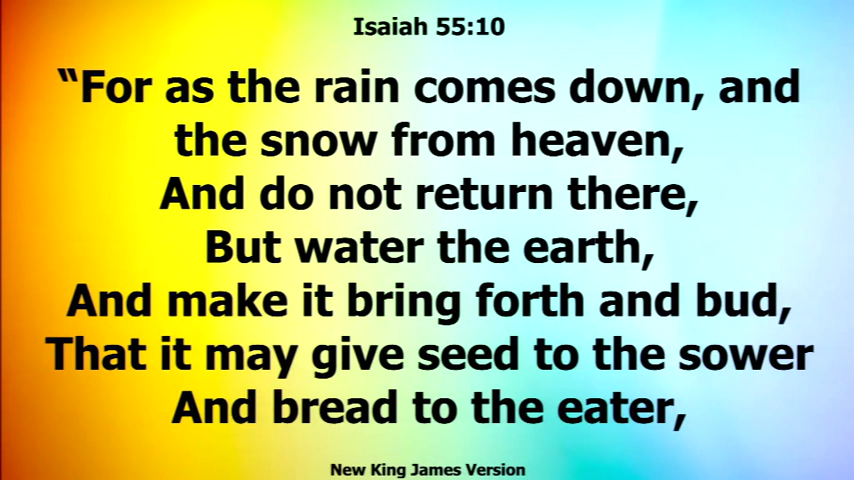 Isaiah 55:10
“For as the rain comes down, and
the snow from heaven,
And do not return there,
But water the earth,
And make it bring forth and bud,
That it may give seed to the sower
And bread to the eater,
New King James Version